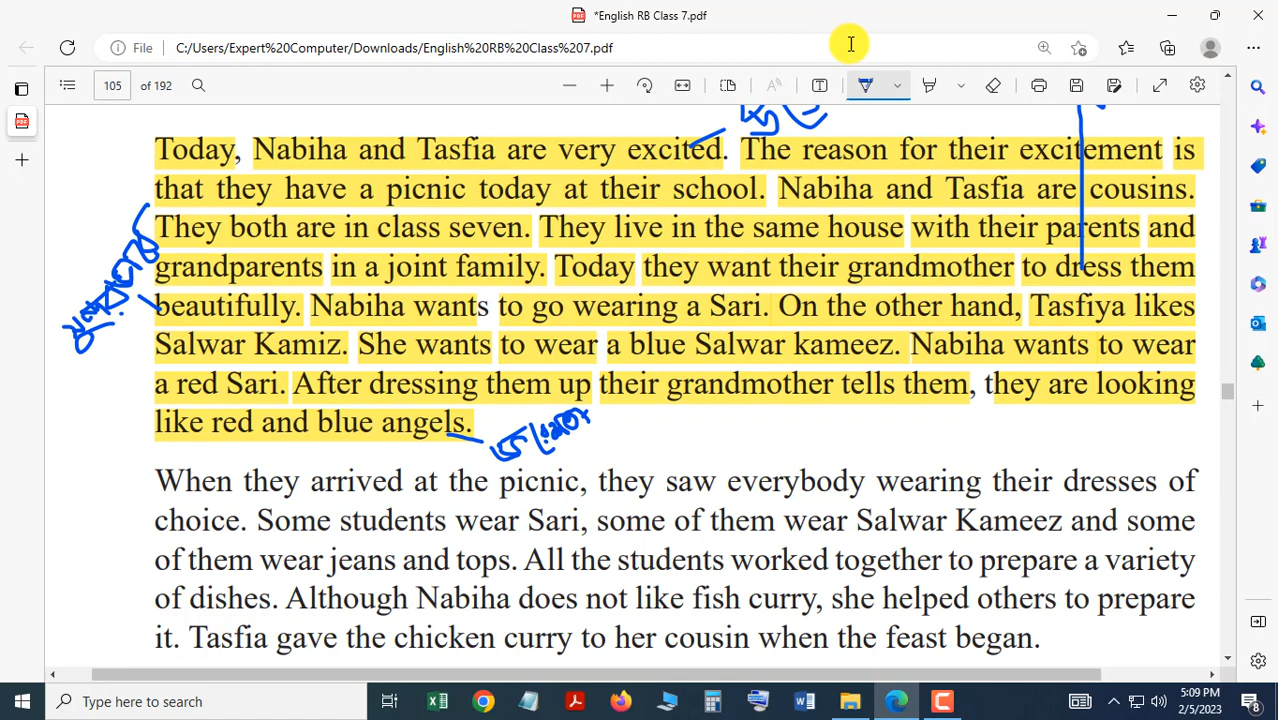 *English RB Class 7.pdf
File C:/Users/Expert%20Computer/Downloads/English%20RB%20Class%207.pdf
105 of 192
Today, Nabiha and Tasfia are very excited. The reason for their excitement is
that they have a picnic today at their school. Nabiha and Tasfia are cousins.
They both are in class seven. They live in the same house with their parents and
grandparents in a joint family. Today they want their grandmother to dress them
beautifully. Nabiha wants to go wearing a Sari. On the other hand, Tasfiya likes
Salwar Kamiz. She wants to wear a blue Salwar kameez. Nabiha wants to wear
a red Sari. After dressing them up their grandmother tells them, they are looking
like red and blue angels.
When they arrived at the picnic, they saw everybody wearing their dresses of
choice. Some students wear Sari, some of them wear Salwar Kameez and some
of them wear jeans and tops. All the students worked together to prepare a variety
of dishes. Although Nabiha does not like fish curry, she helped others to prepare
it. Tasfia gave the chicken curry to her cousin when the feast began.
Type here to search
5:09 PM
2/5/2023
8